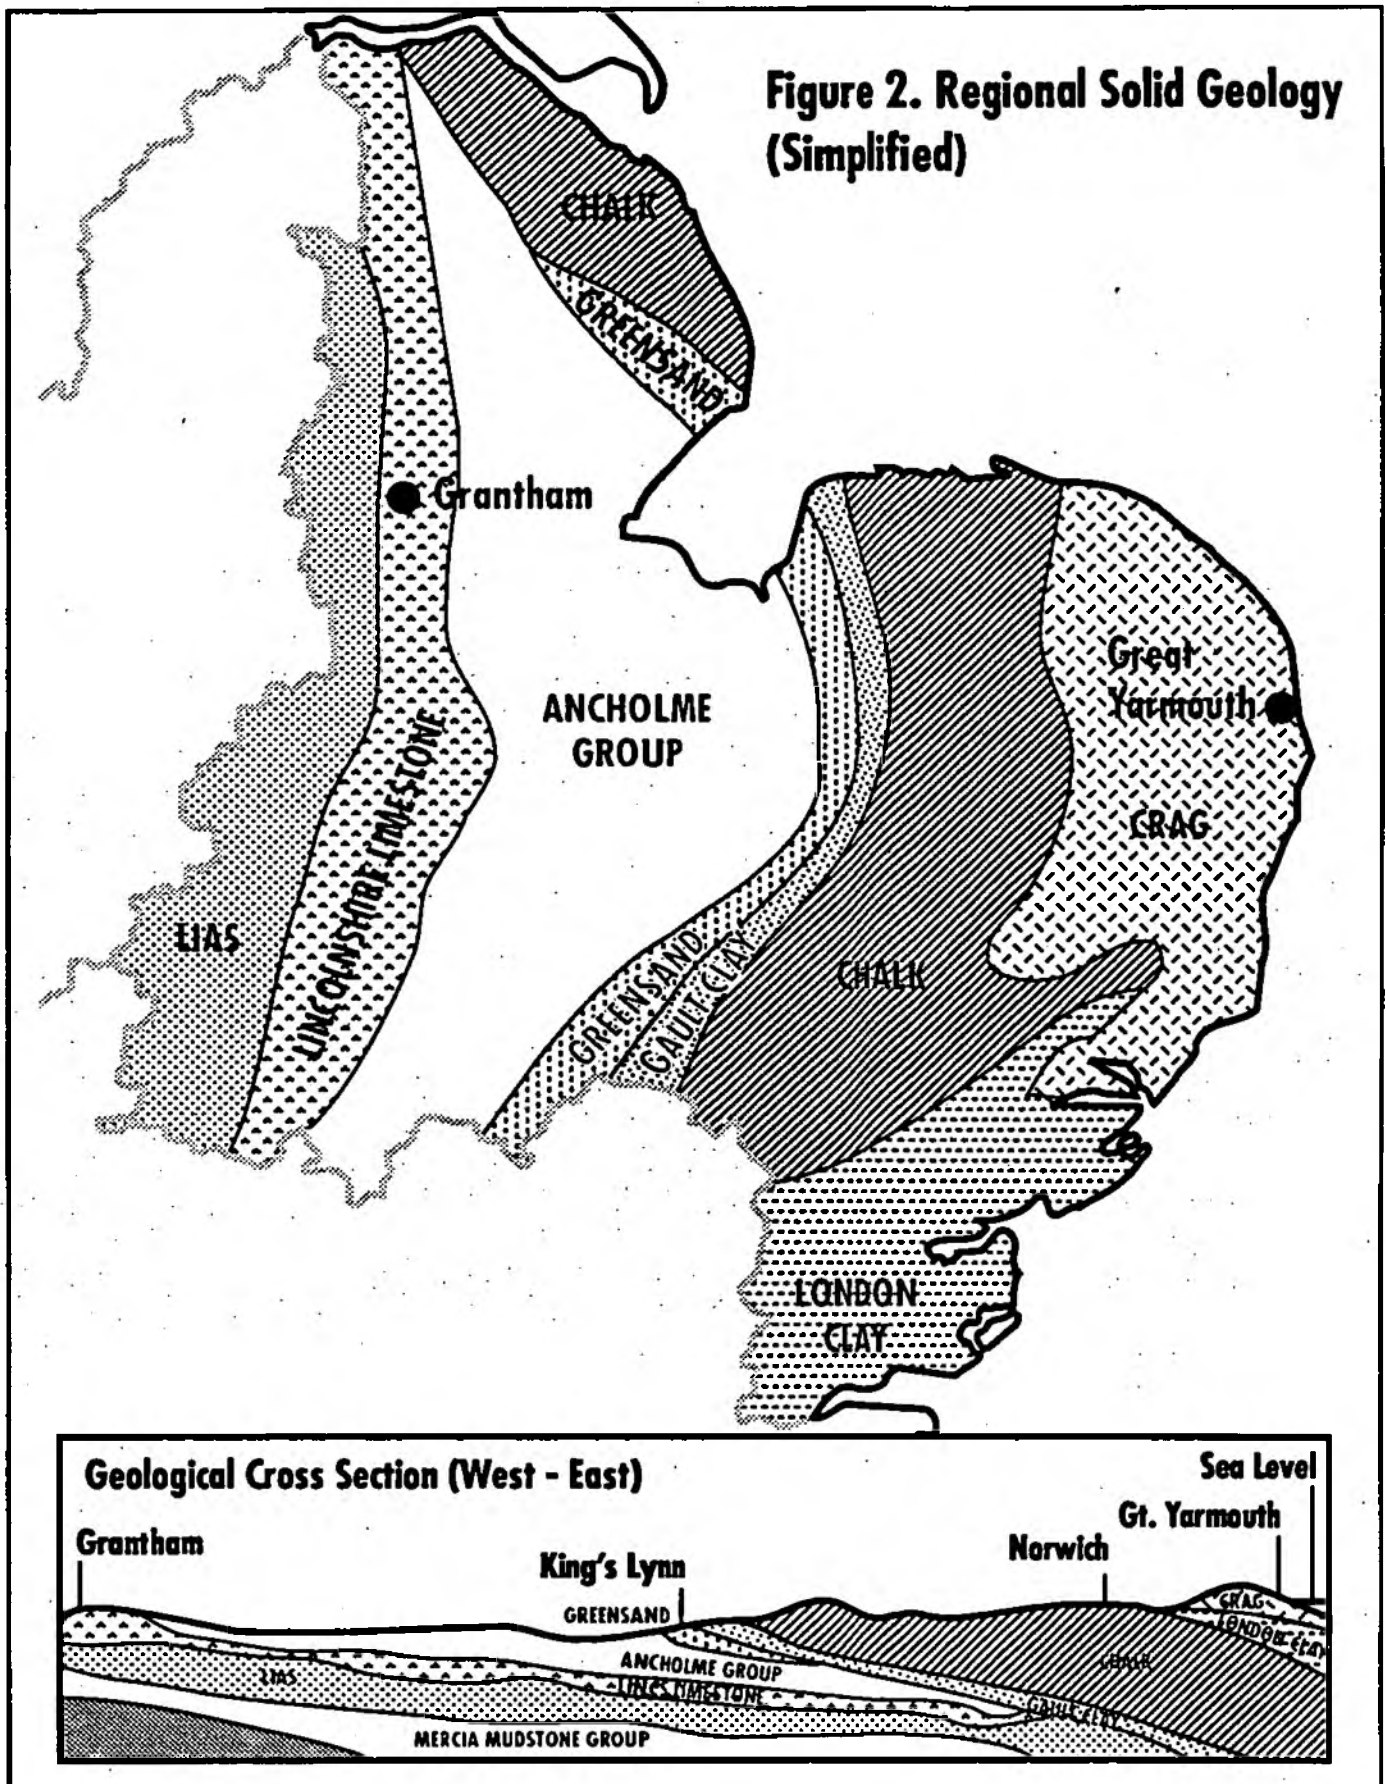 Figure 2. Regional Solid Geology
(Simplified)
CHALK
GREENSAND
Grantham
Great
Yarmouth
ANCHOLME
GROUP
LINCOLNSHIRE LIMESTONE
CRAG
LIAS
CHALK
GREENSAND
GAULT CLAY
LONDON
CLAY
Geological Cross Section (West - East)
Sea Level
Gt. Yarmouth
Grantham
Norwich
King's Lynn
GREENSAND
CRAG
LONDON CLAY
ANCHOLME GROUP
CHALK
LIAS
LINCS LIMESTONE
GAULT CLAY
MERCIA MUDSTONE GROUP